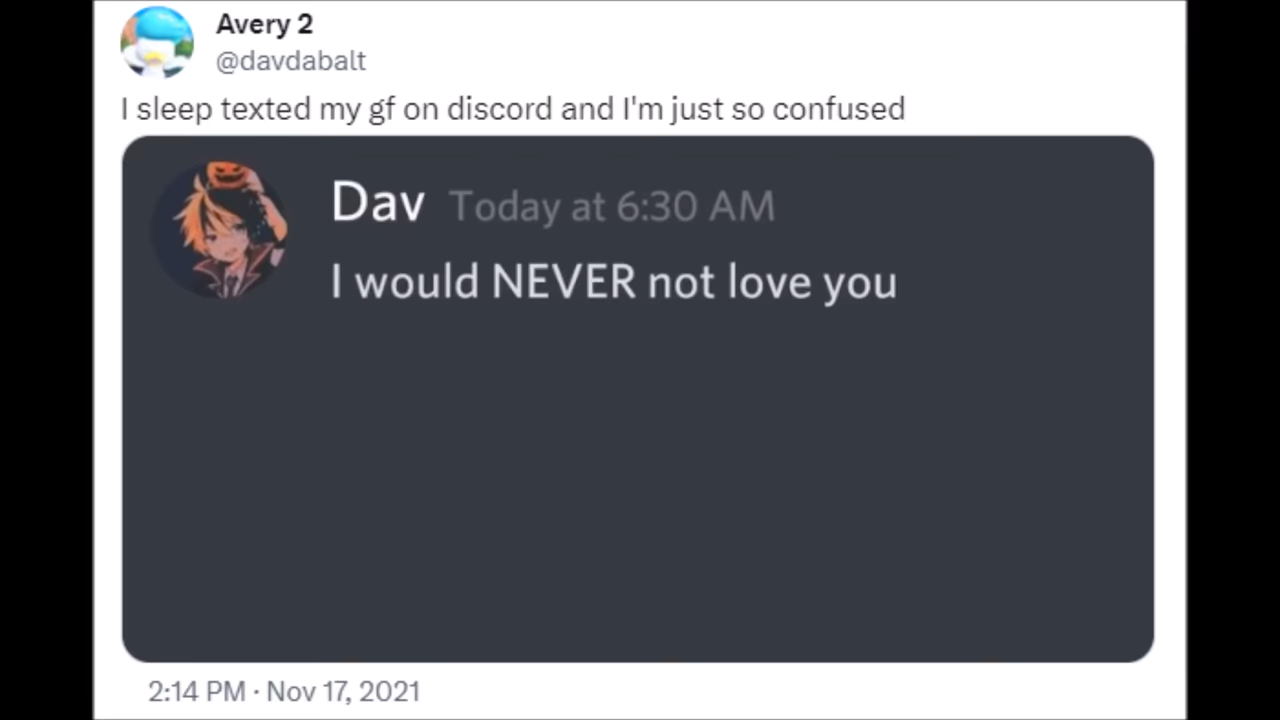 Avery 2
@davdabalt
I sleep texted my gf on discord and I'm just so confused
Dav Today at 6:30 AM
I would NEVER not love you
2:14 PM · Nov 17, 2021